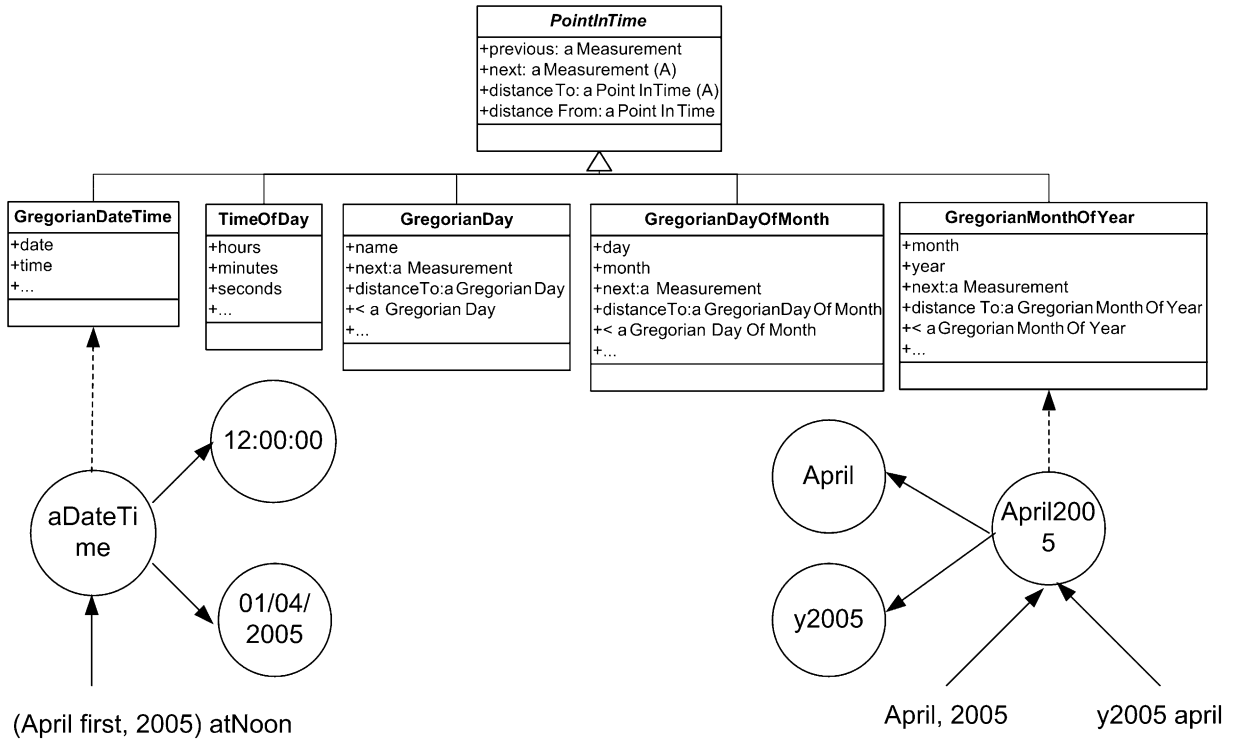 PointInTime
+previous: a Measurement
+next: a Measurement (A)
+distance To: a Point InTime (A)
+distance From: a Point In Time
GregorianDateTime
+date
+time
+...
TimeOfDay
+hours
+minutes
+seconds
+...
GregorianDay
+name
+next:a Measurement
+distanceTo:a Gregorian Day
+< a Gregorian Day
+...
GregorianDayOfMonth
+day
+month
+next:a Measurement
+distanceTo:a GregorianDay Of Month
+< a Gregorian Day Of Month
+...
GregorianMonthOfYear
+month
+year
+next:a Measurement
+distance To:a Gregorian Month Of Year
+< a Gregorian Month Of Year
+...
12:00:00
aDateTi
me
01/04/
2005
(April first, 2005) atNoon
April
April200
5
y2005
April, 2005
y2005 april